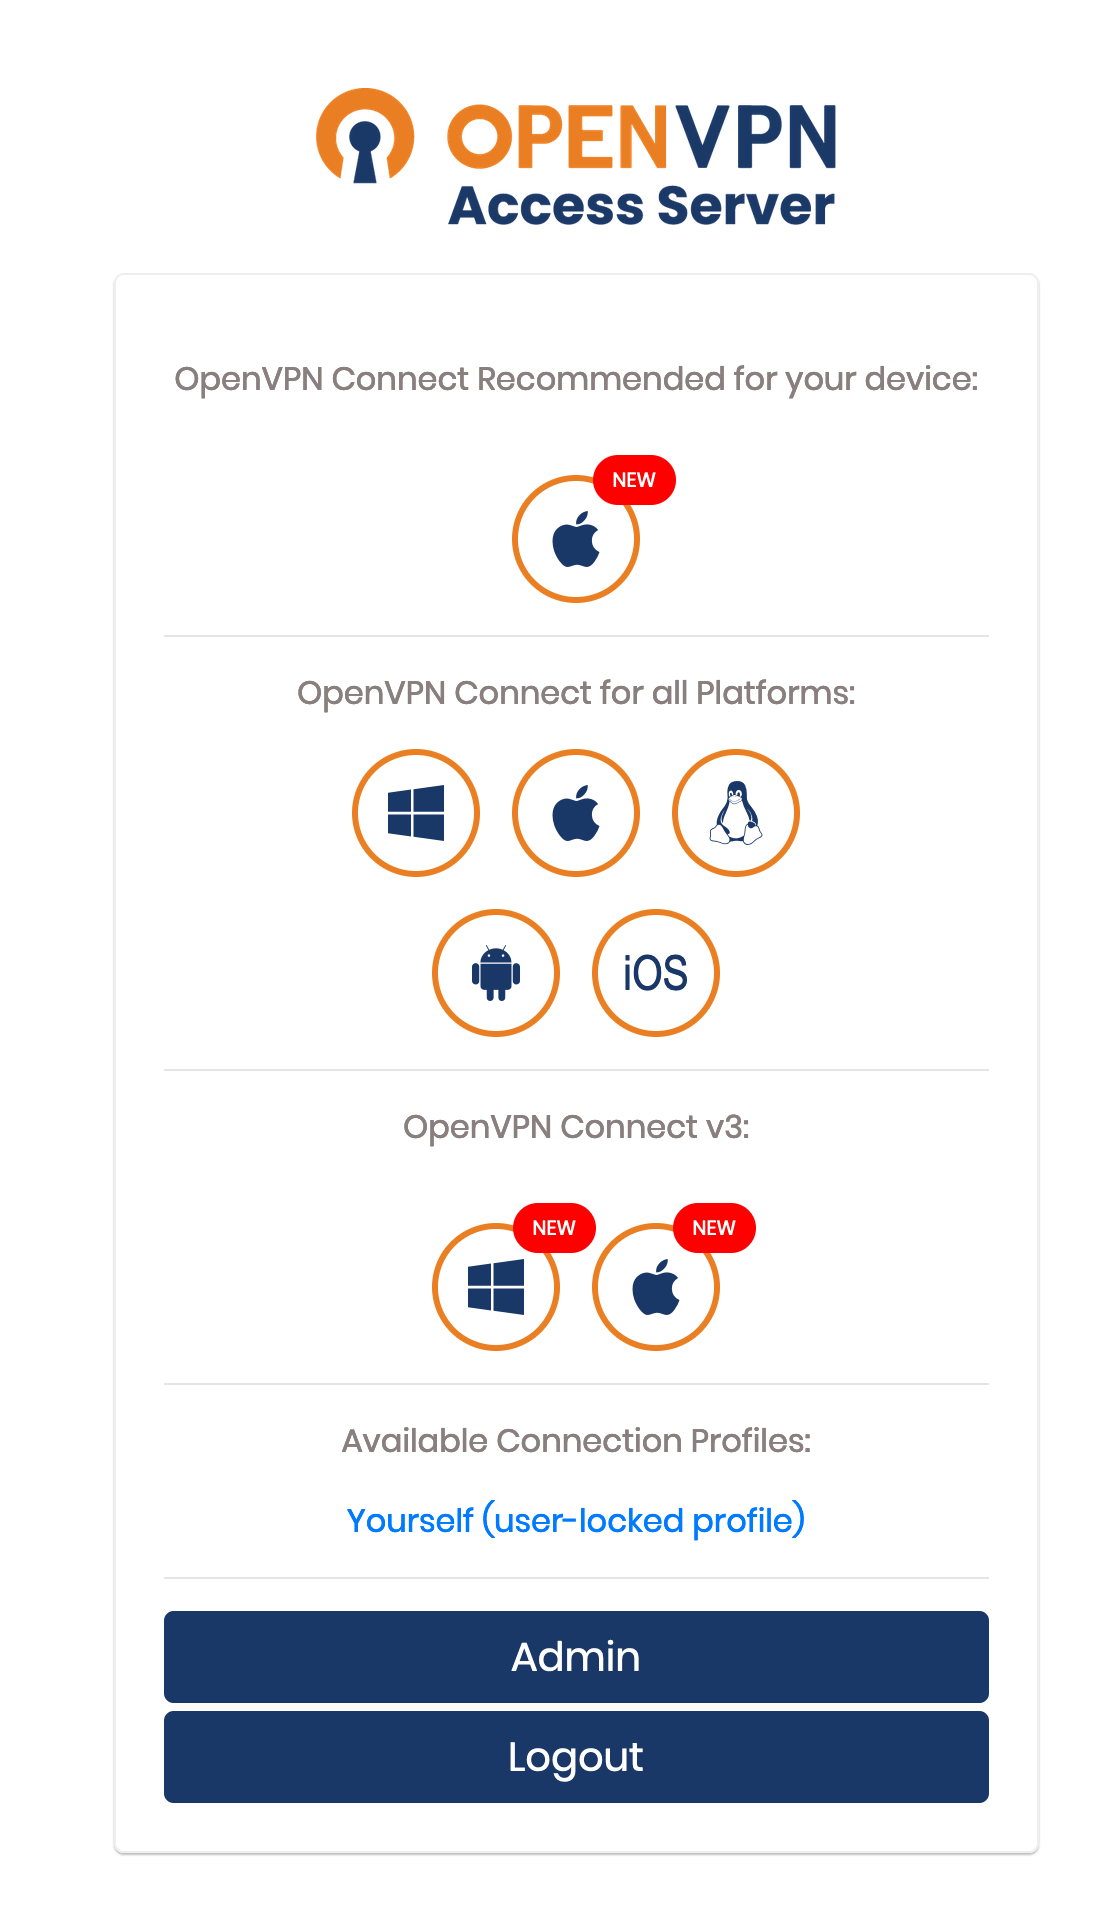 OPENVPN
Access Server
OpenVPN Connect Recommended for your device:
NEW
OpenVPN Connect for all Platforms:
iOS
OpenVPN Connect v3:
NEW NEW
Available Connection Profiles:
Yourself (user-locked profile)
Admin
Logout